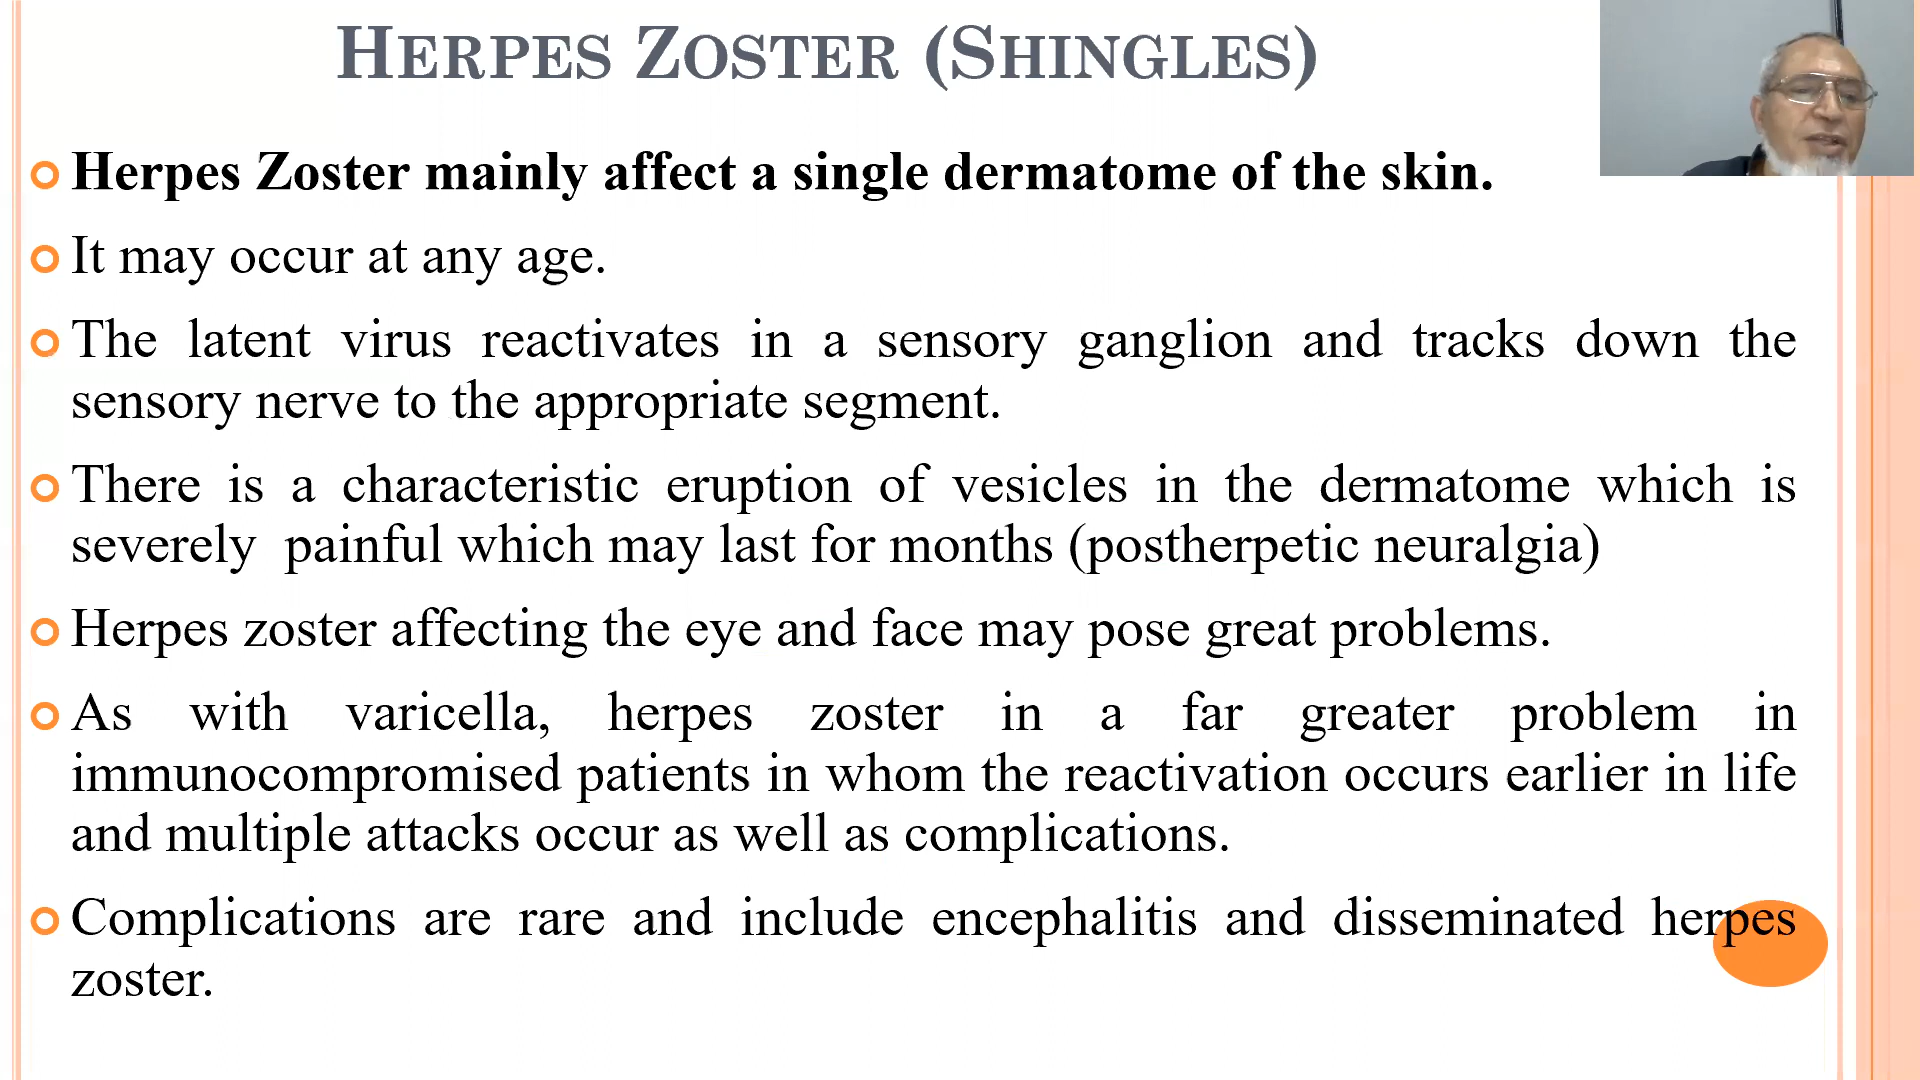 HERPES ZOSTER (SHINGLES)
Herpes Zoster mainly affect a single dermatome of the skin.
It may occur at any age.
The latent virus reactivates in a sensory ganglion and tracks down the
sensory nerve to the appropriate segment.
There is a characteristic eruption of vesicles in the dermatome which is
severely painful which may last for months (postherpetic neuralgia)
Herpes zoster affecting the eye and face may pose great problems.
As with varicella, herpes zoster in a far greater problem in
immunocompromised patients in whom the reactivation occurs earlier in life
and multiple attacks occur as well as complications.
Complications are rare and include encephalitis and disseminated herpes
zoster.